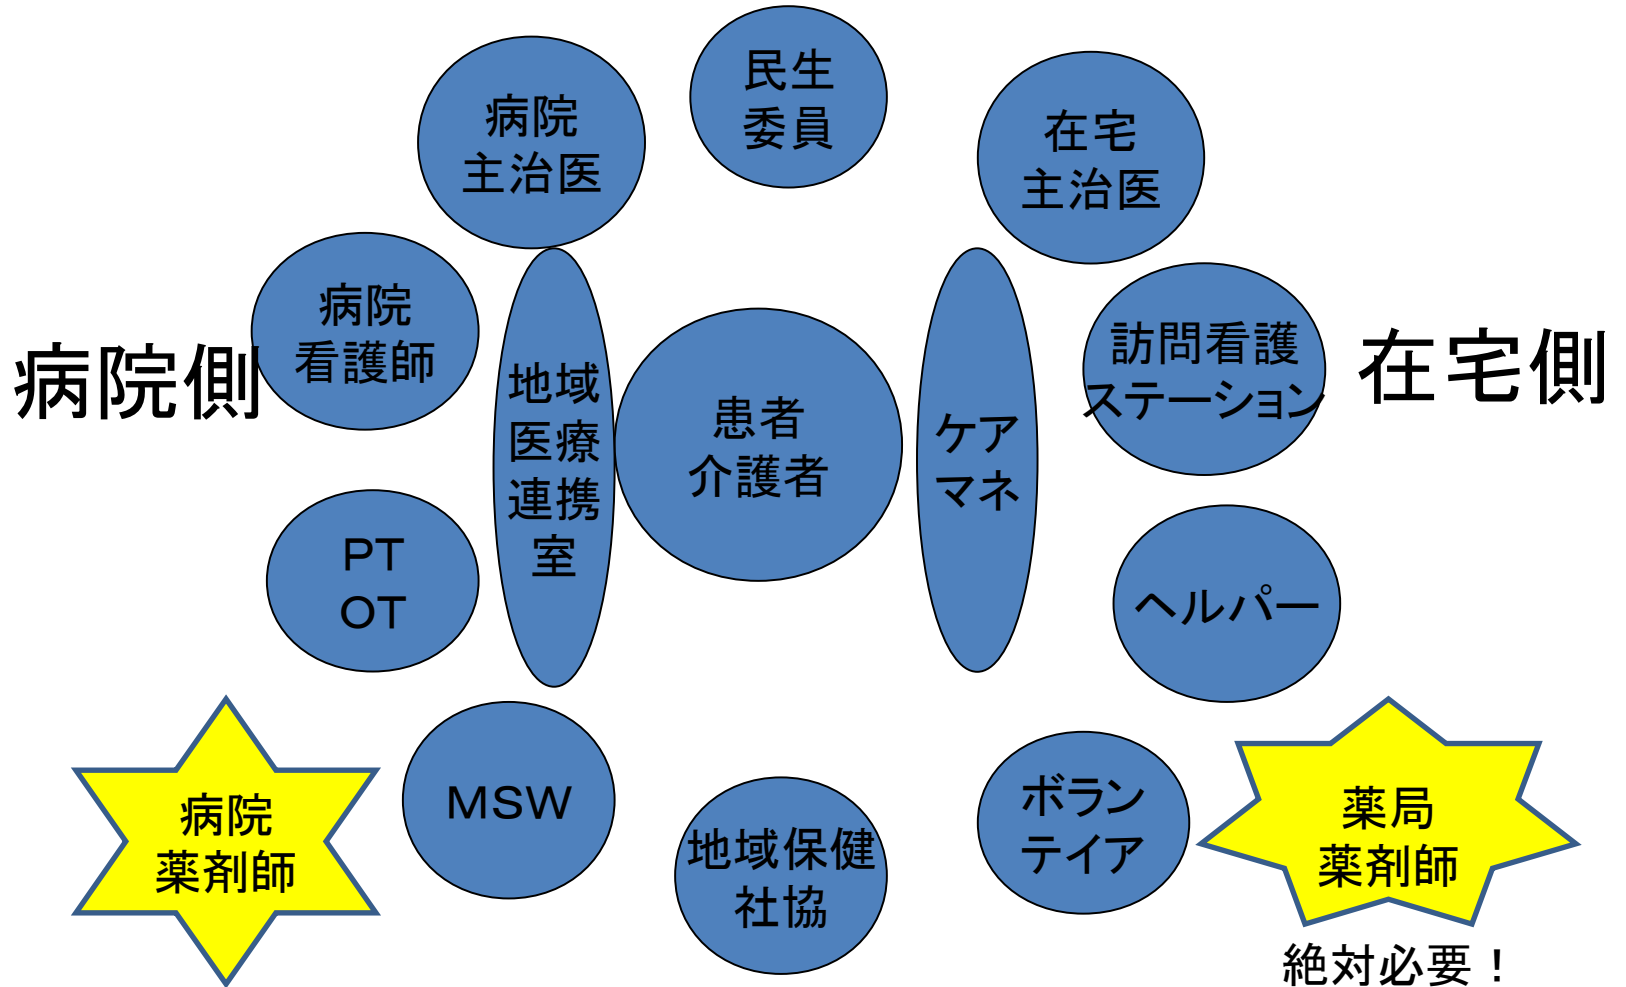 民生
委員
病院
主治医
在宅
主治医
病院
看護師
訪問看護
ステーション
病院側
在宅側
地域
医療
連携
室
患者
介護者
ケア
マネ
PT
OT
ヘルパー
MSW
病院
薬剤師
地域保健
社協
ボラン
テイア
薬局
薬剤師
絶対必要！